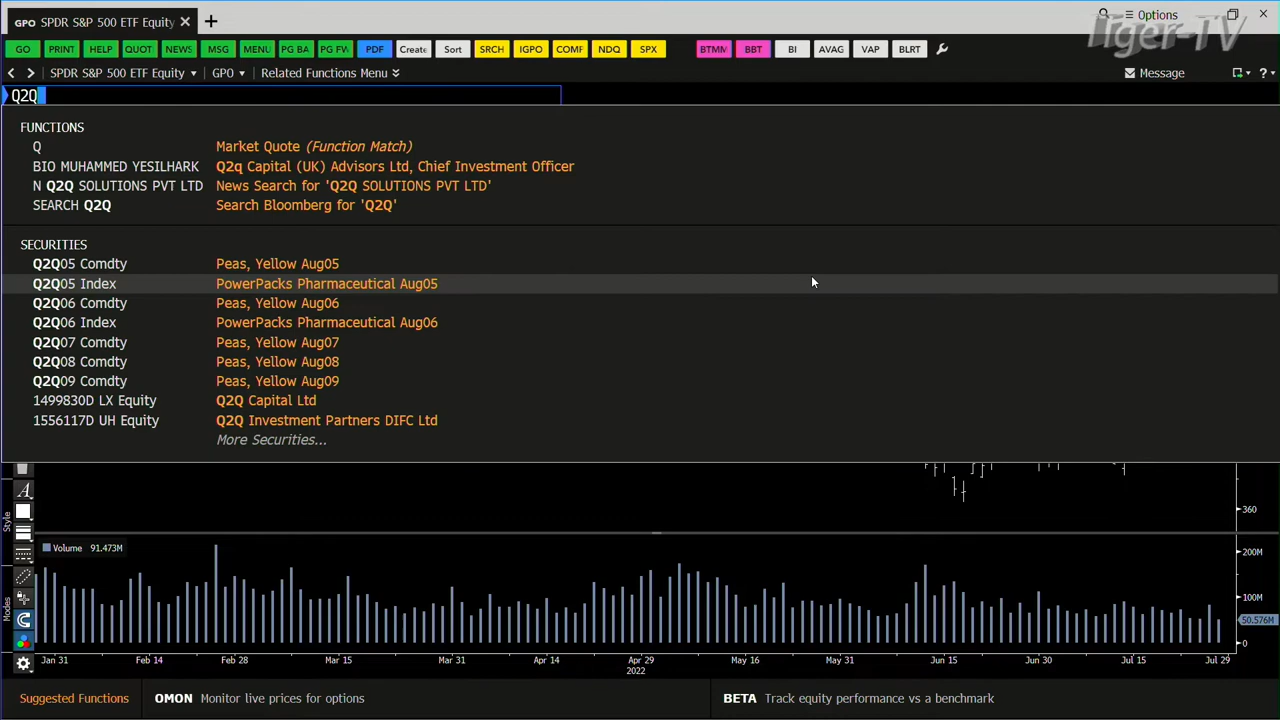 GPO SPDR S&P 500 ETF Equity
Options
Tiger-TV
GO PRINT HELP QUOT NEWS MSG MENU PG BA PG FW PDF Create Sort SRCH IGPO COMF NDQ SPX BTMM BBT BI AVAG VAP BLRT
SPDR S&P 500 ETF Equity GPO Related Functions Menu Message ?
Q2Q
FUNCTIONS
Q Market Quote (Function Match)
BIO MUHAMMED YESILHARK Q2q Capital (UK) Advisors Ltd, Chief Investment Officer
N Q2Q SOLUTIONS PVT LTD News Search for 'Q2Q SOLUTIONS PVT LTD'
SEARCH Q2Q Search Bloomberg for 'Q2Q'
SECURITIES
Q2Q05 Comdty Peas, Yellow Aug05
Q2Q05 Index PowerPacks Pharmaceutical Aug05
Q2Q06 Comdty Peas, Yellow Aug06
Q2Q06 Index PowerPacks Pharmaceutical Aug06
Q2Q07 Comdty Peas, Yellow Aug07
Q2Q08 Comdty Peas, Yellow Aug08
Q2Q09 Comdty Peas, Yellow Aug09
1499830D LX Equity Q2Q Capital Ltd
1556117D UH Equity Q2Q Investment Partners DIFC Ltd
More Securities...
A
Style
360
Volume 91.473M
200M
100M
Modes
50.576M
0
Jan 31 Feb 14 Feb 28 Mar 15 Mar 31 Apr 14 Apr 29 May 16 May 31 Jun 15 Jun 30 Jul 15 Jul 29
2022
Suggested Functions OMON Monitor live prices for options BETA Track equity performance vs a benchmark